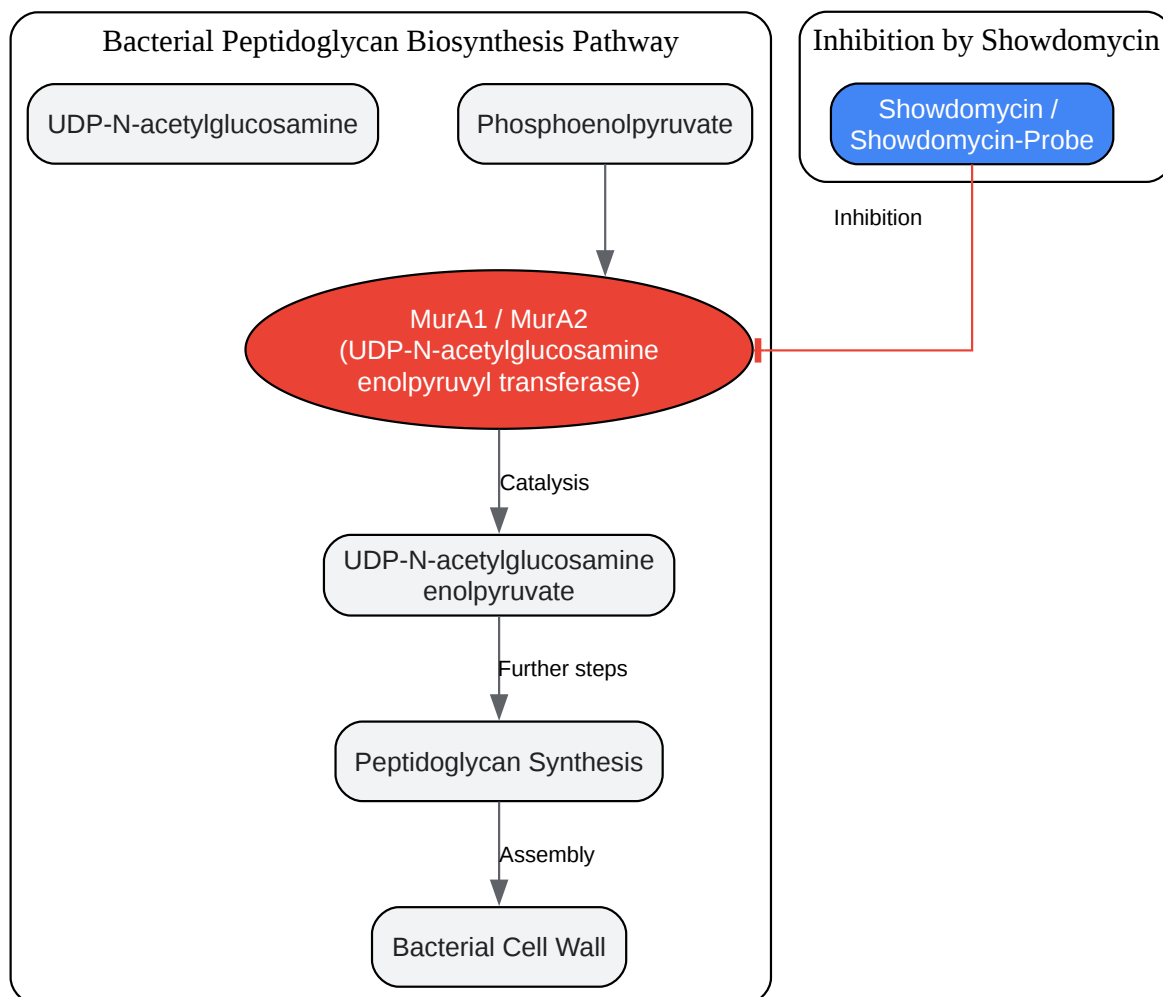 Bacterial Peptidoglycan Biosynthesis Pathway
Inhibition by Showdomycin
UDP-N-acetylglucosamine
Phosphoenolpyruvate
Showdomycin /
Showdomycin-Probe
Inhibition
MurA1 / MurA2
(UDP-N-acetylglucosamine
enolpyruvyl transferase)
Catalysis
UDP-N-acetylglucosamine
enolpyruvate
Further steps
Peptidoglycan Synthesis
Assembly
Bacterial Cell Wall